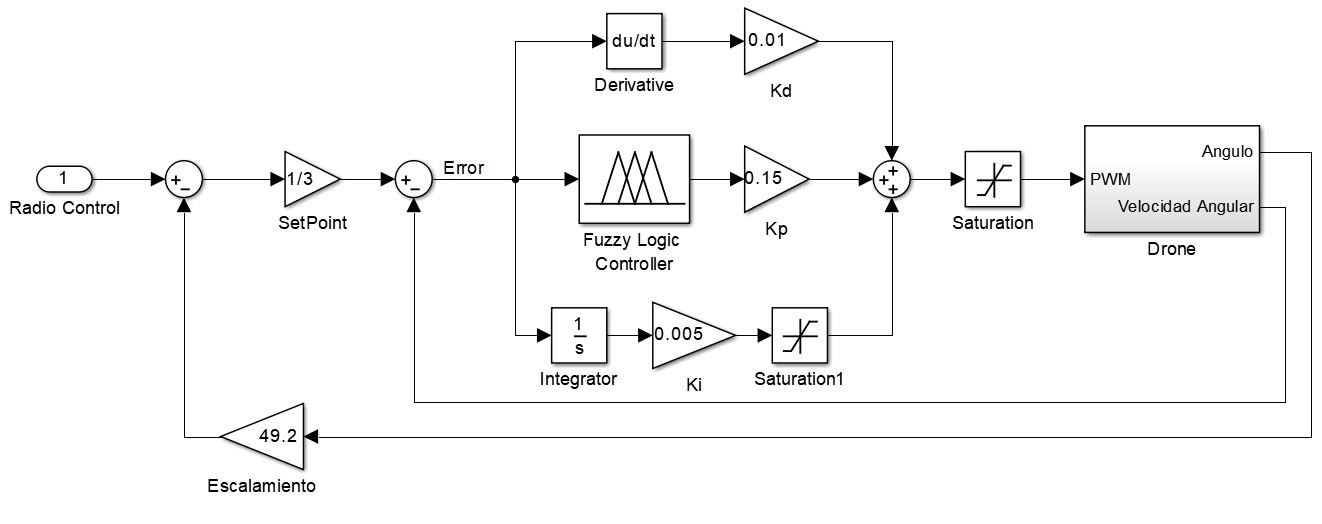 du/dt
Derivative
0.01
Kd
1
Radio Control
+
−
1/3
SetPoint
+
−
Error
Fuzzy Logic
Controller
0.15
Kp
+
+
+
Saturation
PWM
Angulo
Velocidad Angular
Drone
1
s
Integrator
0.005
Ki
Saturation1
49.2
Escalamiento